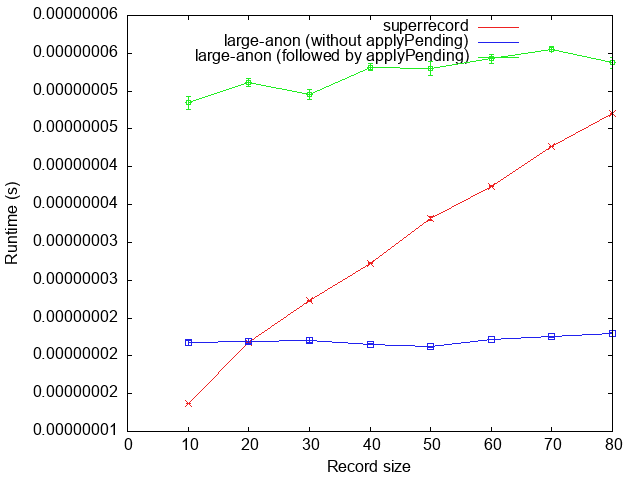 superrecord
large-anon (without applyPending)
large-anon (followed by applyPending)
0.00000006
0.00000006
0.00000005
0.00000005
0.00000004
0.00000004
0.00000003
0.00000003
0.00000002
0.00000002
0.00000002
0.00000001
Runtime (s)
0 10 20 30 40 50 60 70 80
Record size